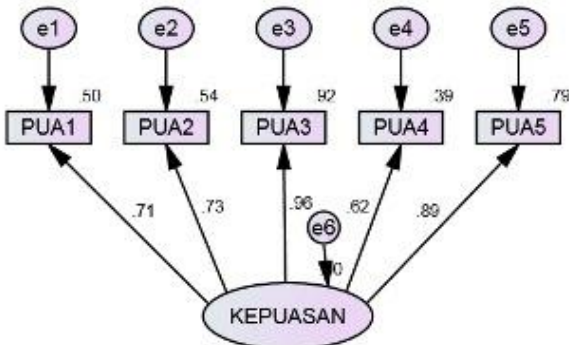 e1 e2 e3 e4 e5
.50 .54 .92 .39 .79
PUA1 PUA2 PUA3 PUA4 PUA5
.71 .73 .96 .62 .89
e6
KEPUASAN